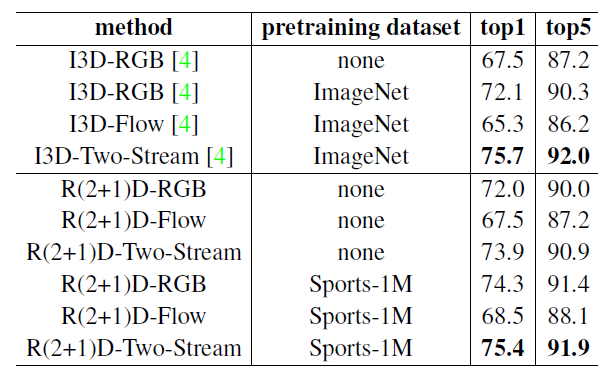 method pretraining dataset top1 top5
I3D-RGB [4] none 67.5 87.2
I3D-RGB [4] ImageNet 72.1 90.3
I3D-Flow [4] ImageNet 65.3 86.2
I3D-Two-Stream [4] ImageNet 75.7 92.0
R(2+1)D-RGB none 72.0 90.0
R(2+1)D-Flow none 67.5 87.2
R(2+1)D-Two-Stream none 73.9 90.9
R(2+1)D-RGB Sports-1M 74.3 91.4
R(2+1)D-Flow Sports-1M 68.5 88.1
R(2+1)D-Two-Stream Sports-1M 75.4 91.9